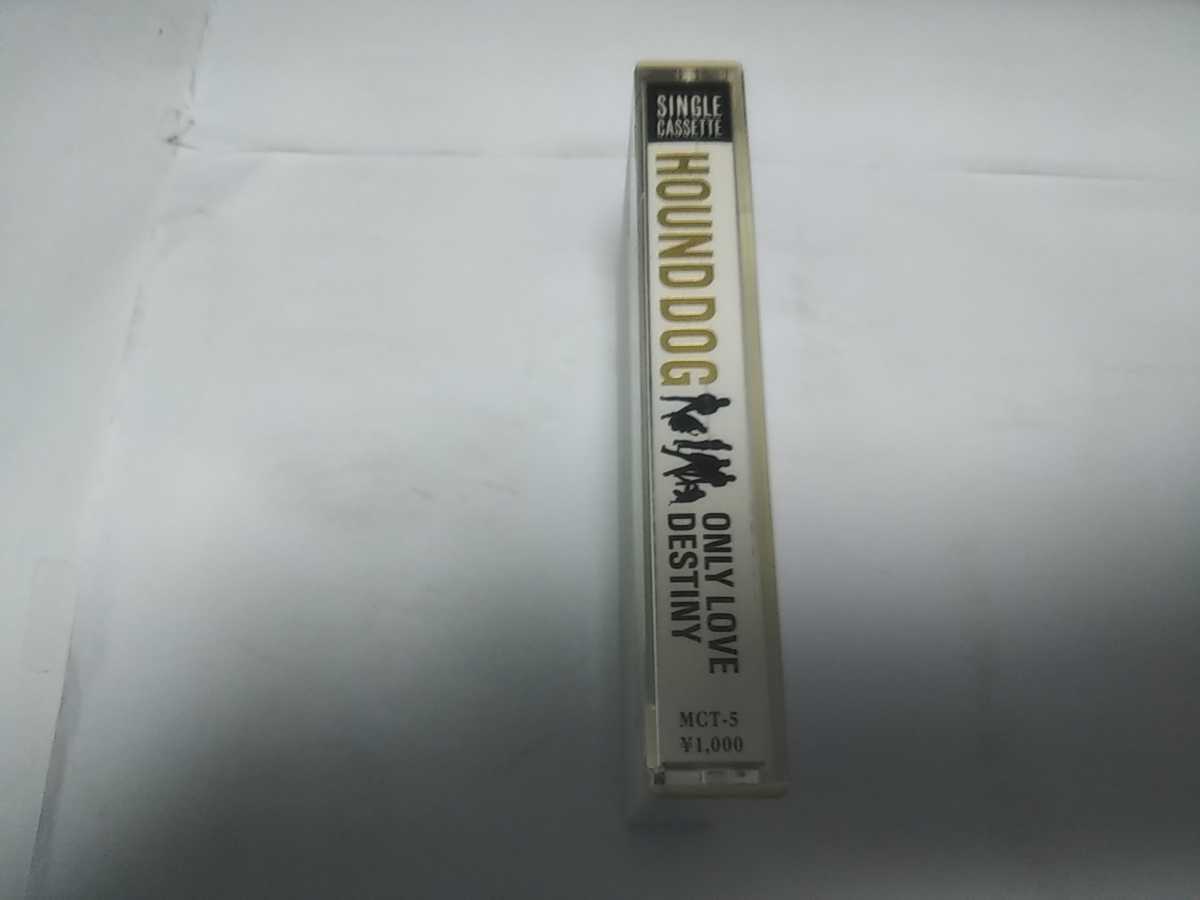 SINGLE
CASSETTE
HOUND DOG
ONLY LOVE
DESTINY
MCT-5
¥1,000